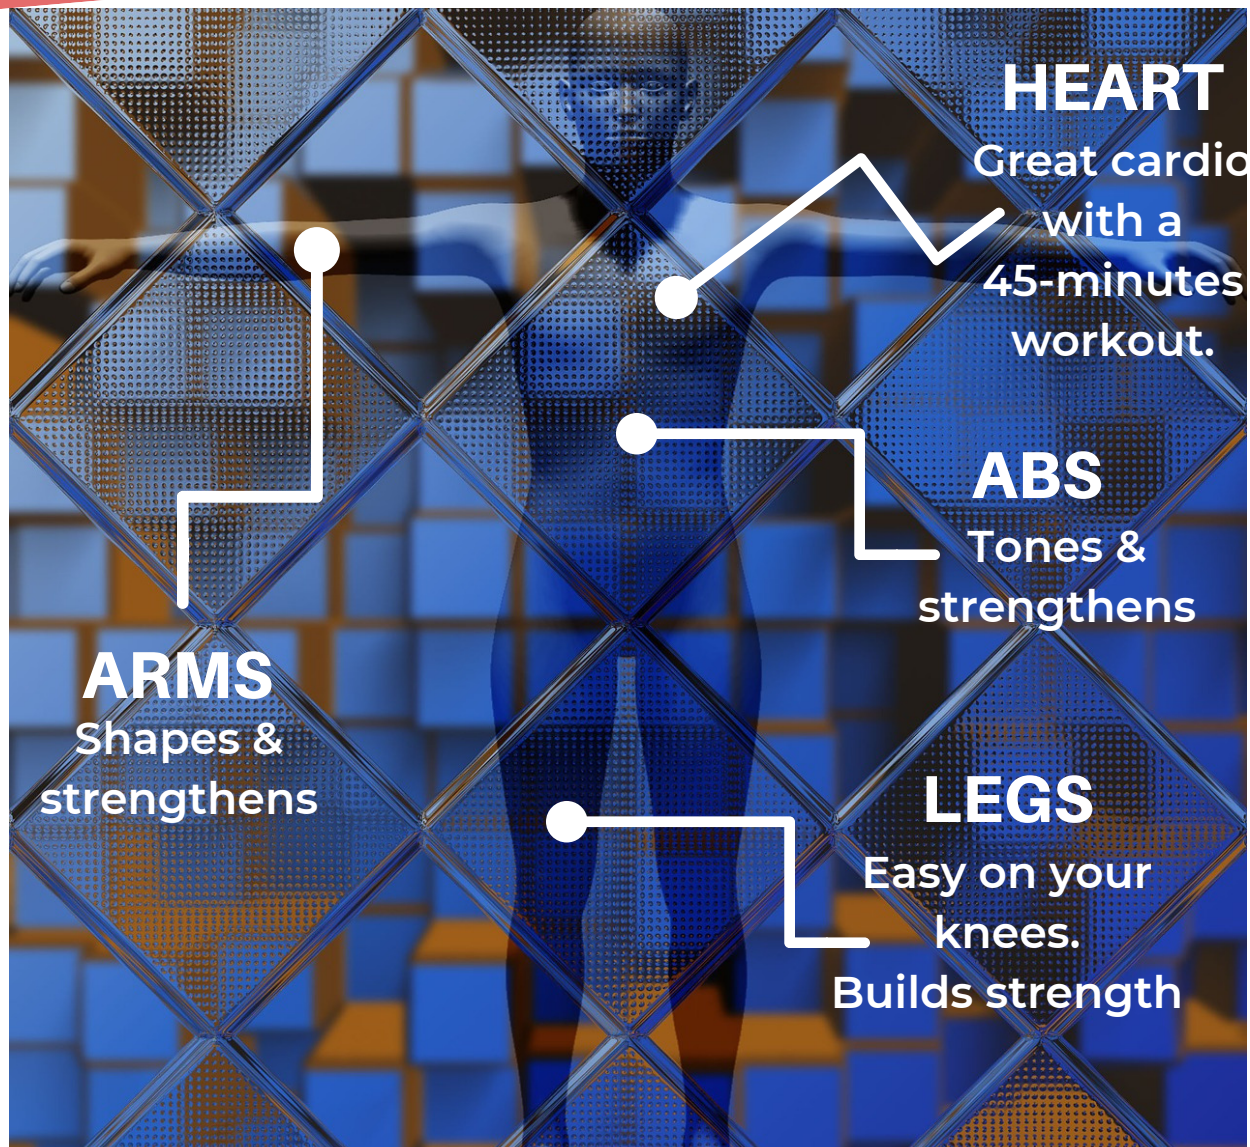 HEART
Great cardio
with a
45-minutes
workout.
ABS
Tones &
strengthens
ARMS
Shapes &
strengthens
LEGS
Easy on your
knees.
Builds strength